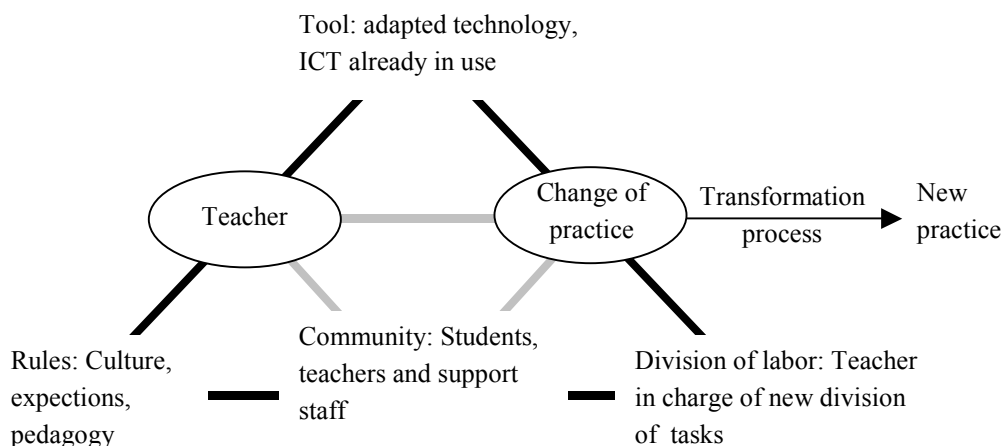 Tool: adapted technology,
ICT already in use
Teacher
Change of
practice
Transformation
process
New
practice
Rules: Culture,
expections,
pedagogy
Community: Students,
teachers and support
staff
Division of labor: Teacher
in charge of new division
of tasks